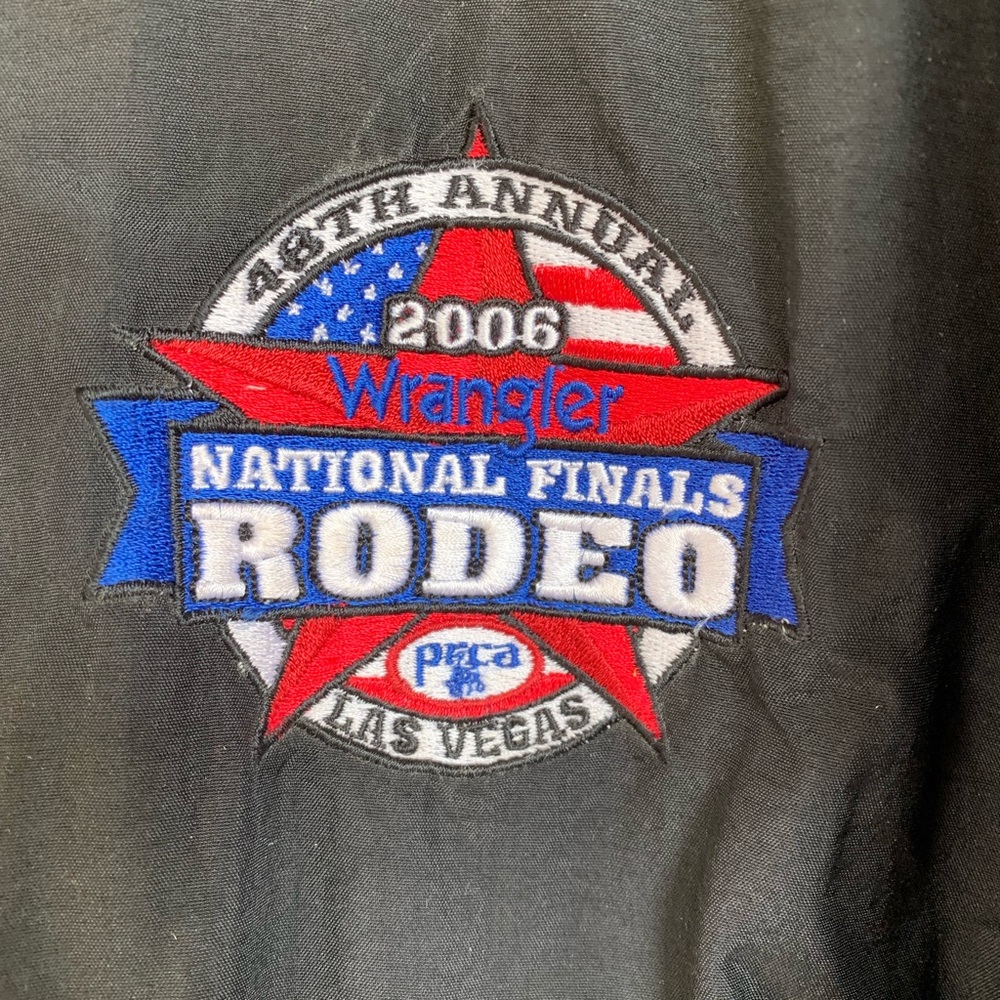 48TH ANNUAL
2006
Wrangler
NATIONAL FINALS
RODEO
prca
LAS VEGAS